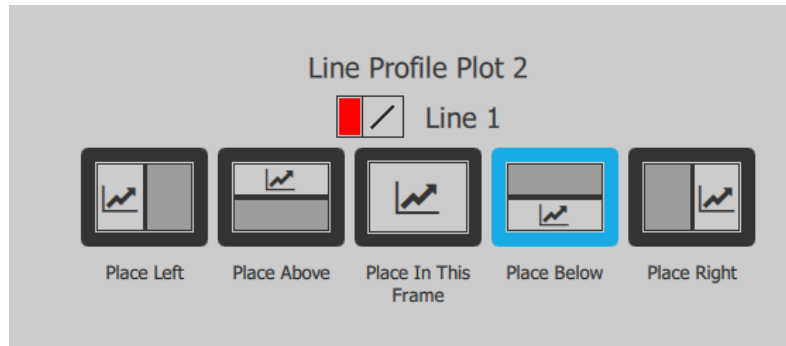 Line Profile Plot 2
Line 1
Place Left
Place Above
Place In This
Frame
Place Below
Place Right